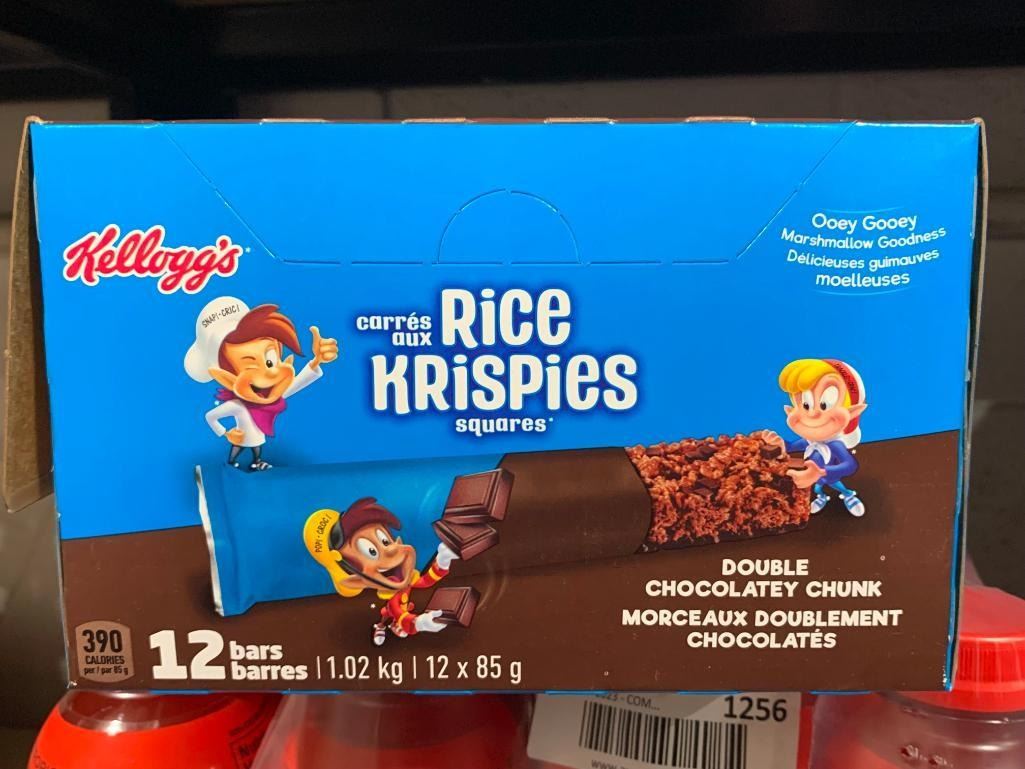 Kellogg's*
Ooey Gooey
Marshmallow Goodness
Délicieuses guimauves
moelleuses
SNAP! • CRIC!
carrés
aux
RICE
KRISPIES
squares*
POP! • CROC!
DOUBLE
CHOCOLATEY CHUNK
MORCEAUX DOUBLEMENT
CHOCOLATÉS
390
CALORIES
per / par 85 g
12 bars
barres | 1.02 kg | 12 x 85 g
1256